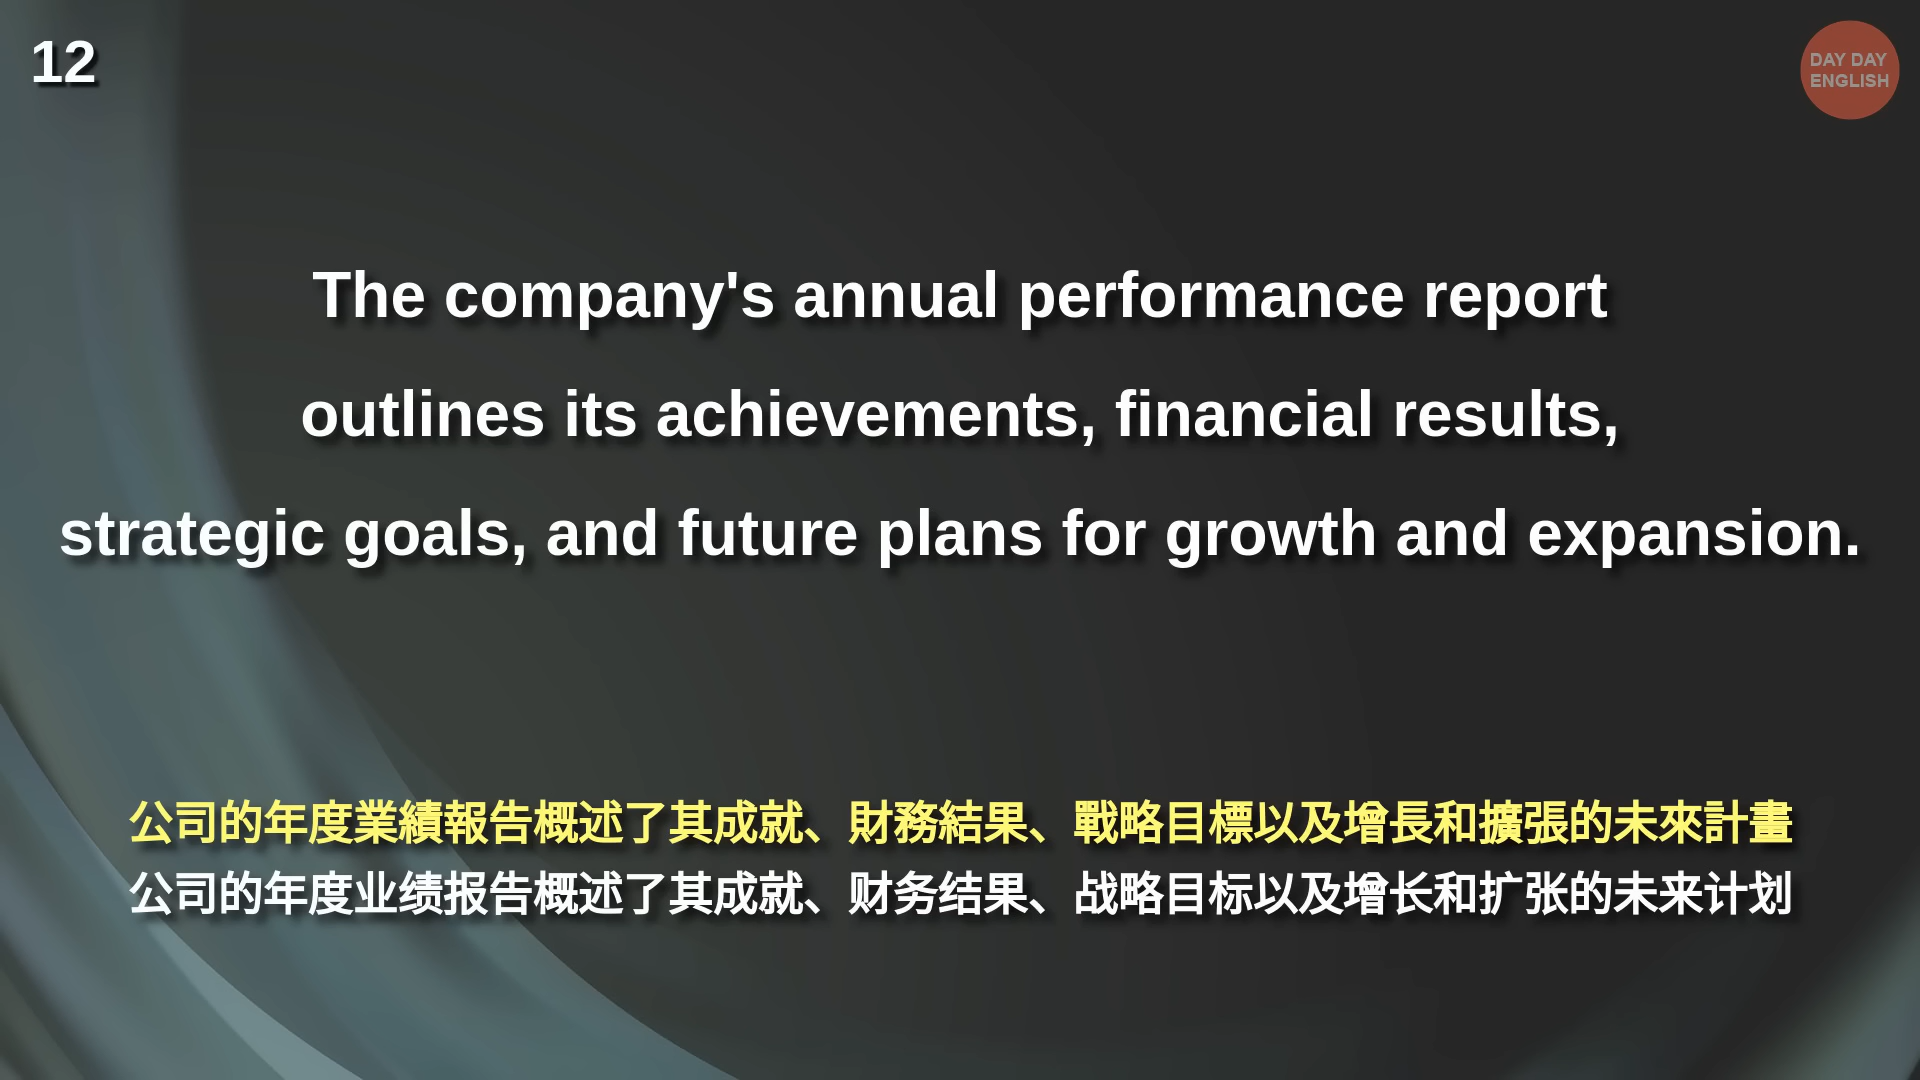 12
DAY DAY
ENGLISH
The company's annual performance report
outlines its achievements, financial results,
strategic goals, and future plans for growth and expansion.
公司的年度業績報告概述了其成就、財務結果、戰略目標以及增長和擴張的未來計畫
公司的年度业绩报告概述了其成就、财务结果、战略目标以及增长和扩张的未来计划